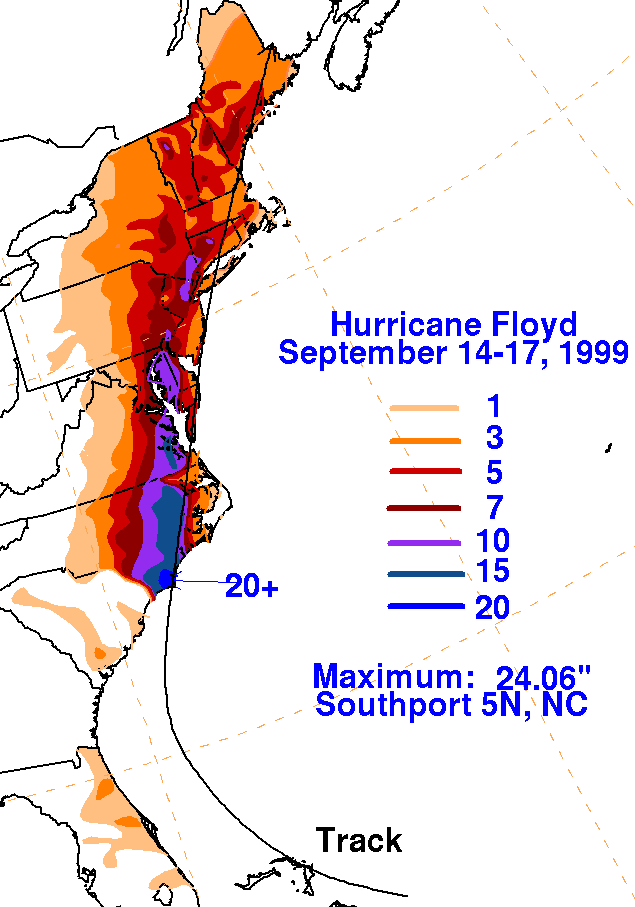 Hurricane Floyd
September 14-17, 1999
1
3
5
7
10
15
20
20+
Maximum: 24.06"
Southport 5N, NC
Track